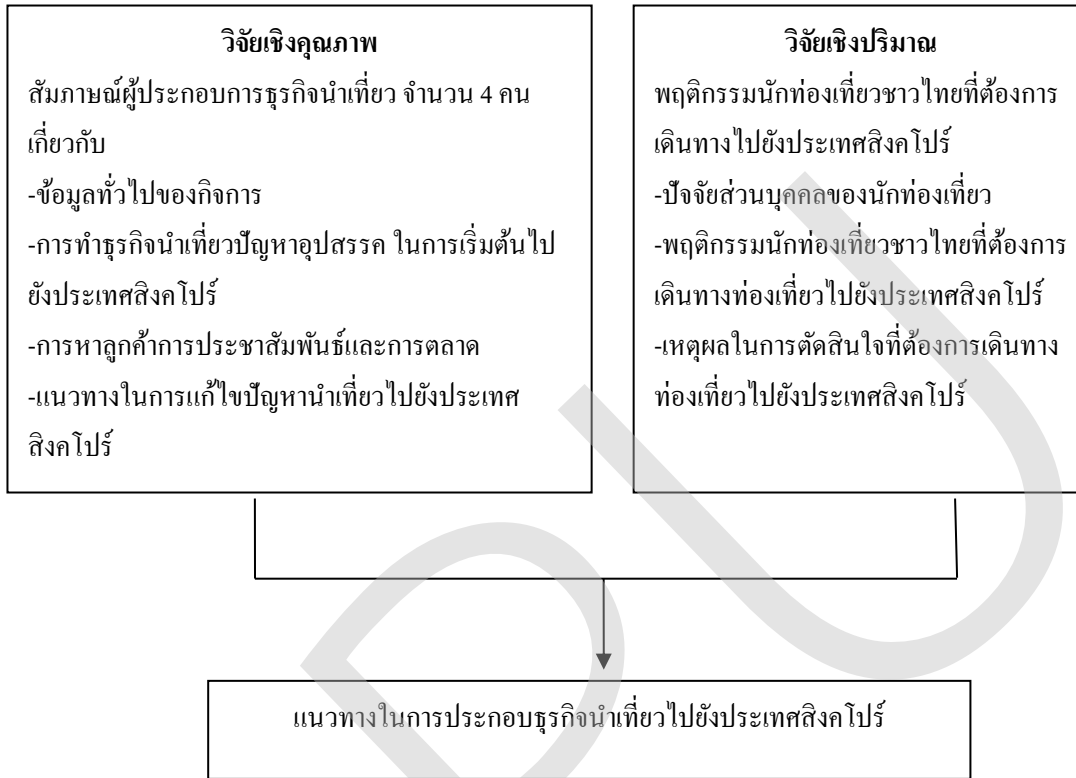 วิจัยเชิงคุณภาพ
สัมภาษณ์ผู้ประกอบการธุรกิจนำเที่ยว จำนวน 4 คน
เกี่ยวกับ
-ข้อมูลทั่วไปของกิจการ
-การทำธุรกิจนำเที่ยวปัญหาอุปสรรค ในการเริ่มต้นไป
ยังประเทศสิงคโปร์
-การหาลูกค้าการประชาสัมพันธ์และการตลาด
-แนวทางในการแก้ไขปัญหานำเที่ยวไปยังประเทศ
สิงคโปร์
วิจัยเชิงปริมาณ
พฤติกรรมนักท่องเที่ยวชาวไทยที่ต้องการ
เดินทางไปยังประเทศสิงคโปร์
-ปัจจัยส่วนบุคคลของนักท่องเที่ยว
-พฤติกรรมนักท่องเที่ยวชาวไทยที่ต้องการ
เดินทางท่องเที่ยวไปยังประเทศสิงคโปร์
-เหตุผลในการตัดสินใจที่ต้องการเดินทาง
ท่องเที่ยวไปยังประเทศสิงคโปร์
แนวทางในการประกอบธุรกิจนำเที่ยวไปยังประเทศสิงคโปร์